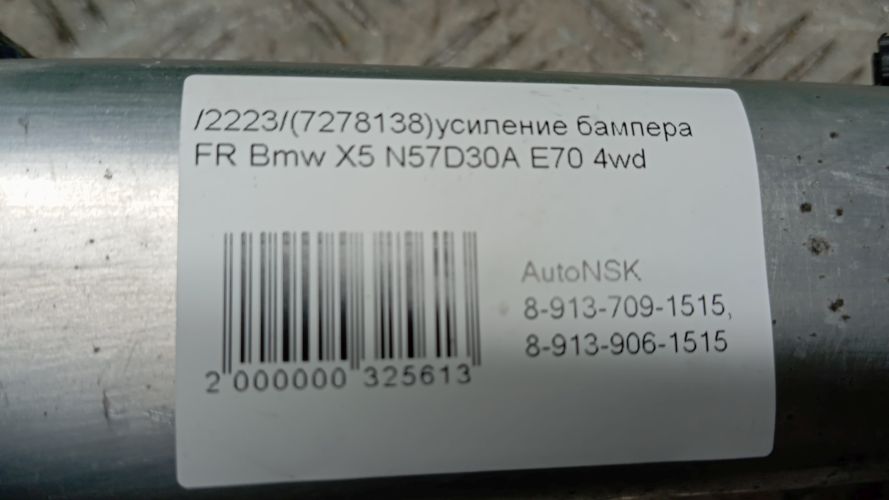 /2223/(7278138)усиление бампера
FR Bmw X5 N57D30A E70 4wd
AutoNSK
8-913-709-1515,
8-913-906-1515
2 000000 325613